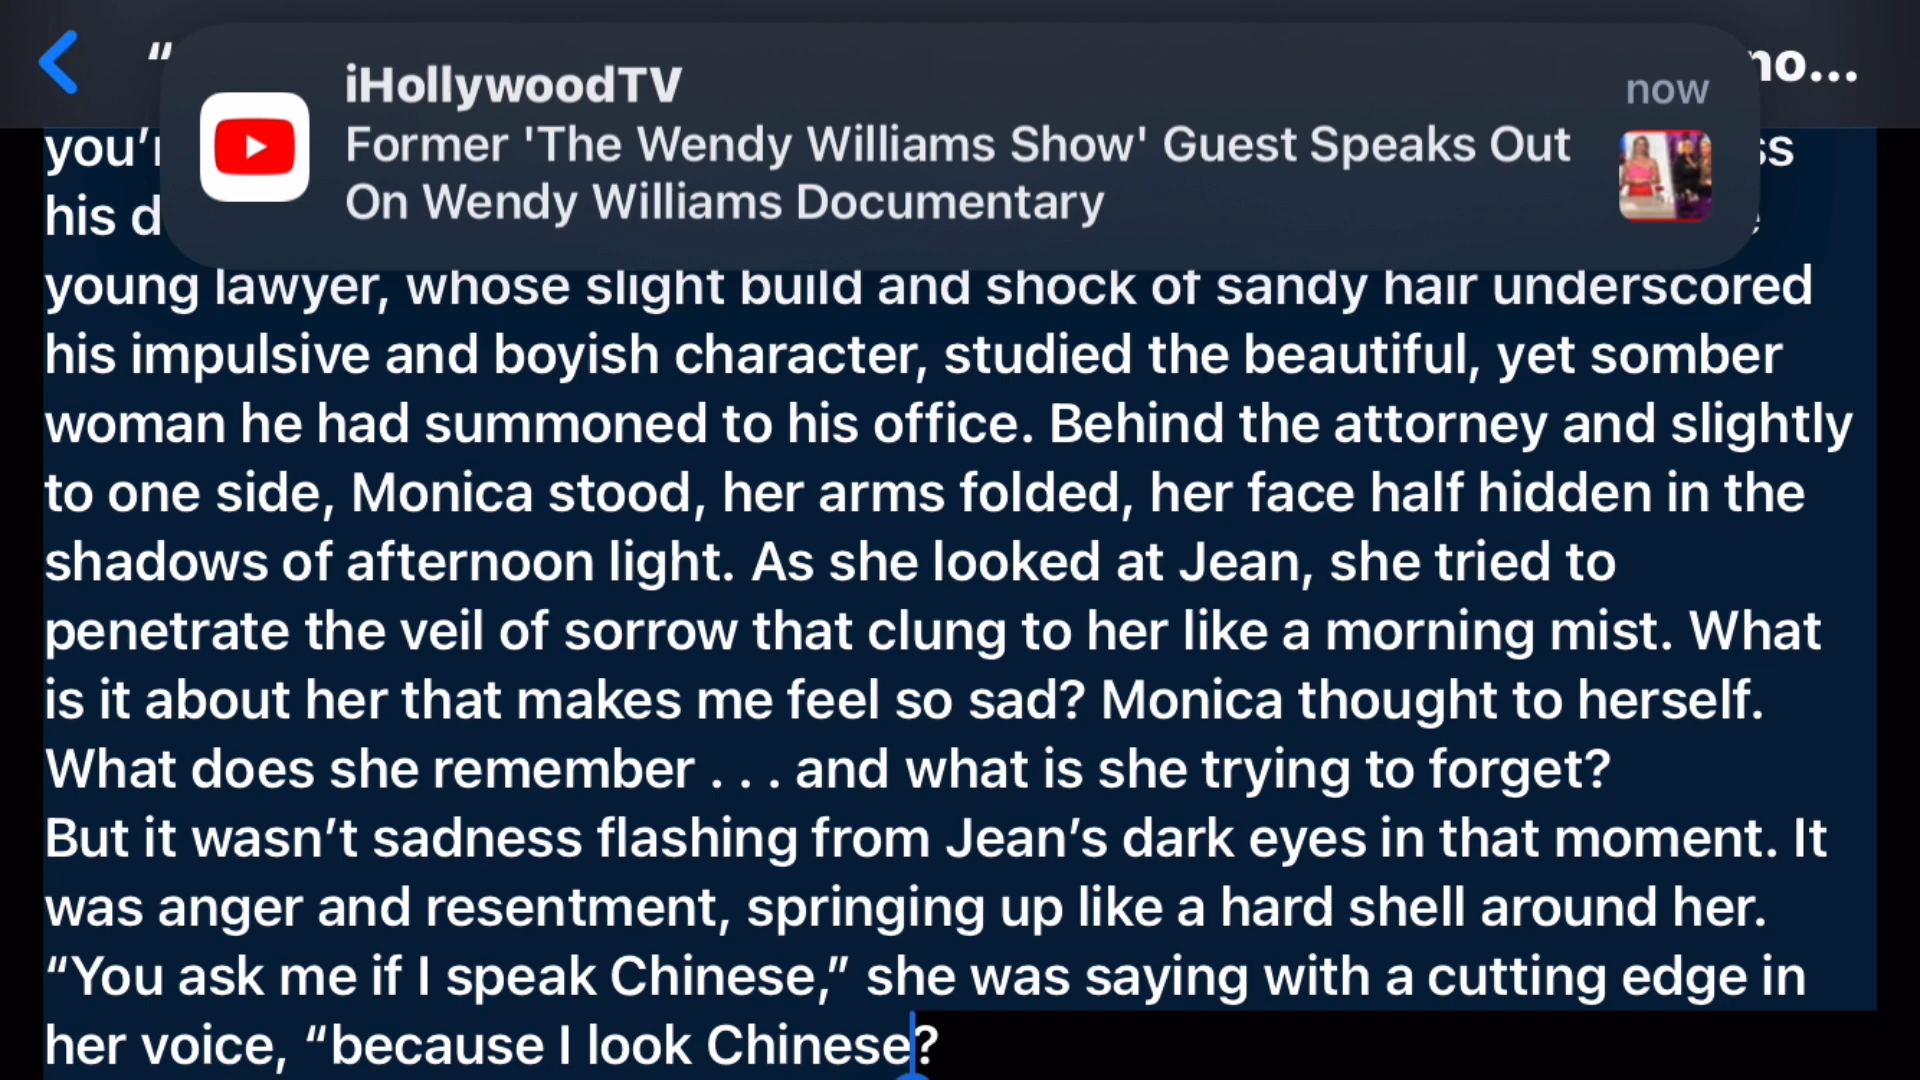 “
no...
iHollywoodTV
now
Former 'The Wendy Williams Show' Guest Speaks Out
On Wendy Williams Documentary
his
young lawyer, whose slight build and shock of sandy hair underscored
his impulsive and boyish character, studied the beautiful, yet somber
woman he had summoned to his office. Behind the attorney and slightly
to one side, Monica stood, her arms folded, her face half hidden in the
shadows of afternoon light. As she looked at Jean, she tried to
penetrate the veil of sorrow that clung to her like a morning mist. What
is it about her that makes me feel so sad? Monica thought to herself.
What does she remember . . . and what is she trying to forget?
But it wasn’t sadness flashing from Jean’s dark eyes in that moment. It
was anger and resentment, springing up like a hard shell around her.
“You ask me if I speak Chinese,” she was saying with a cutting edge in
her voice, “because I look Chinese?